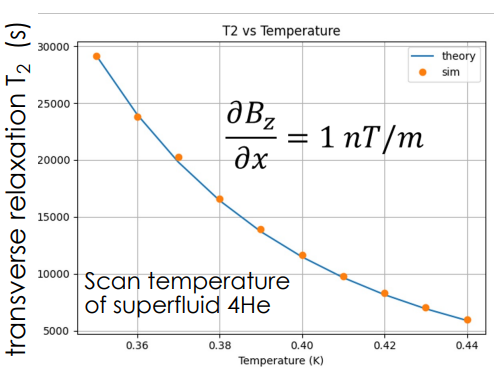 T2 vs Temperature
transverse relaxation T₂ (s)
30000
25000
20000
15000
10000
5000
theory
sim
∂B_z/∂x = 1 nT/m
Scan temperature
of superfluid 4He
0.36 0.38 0.40 0.42 0.44
Temperature (K)